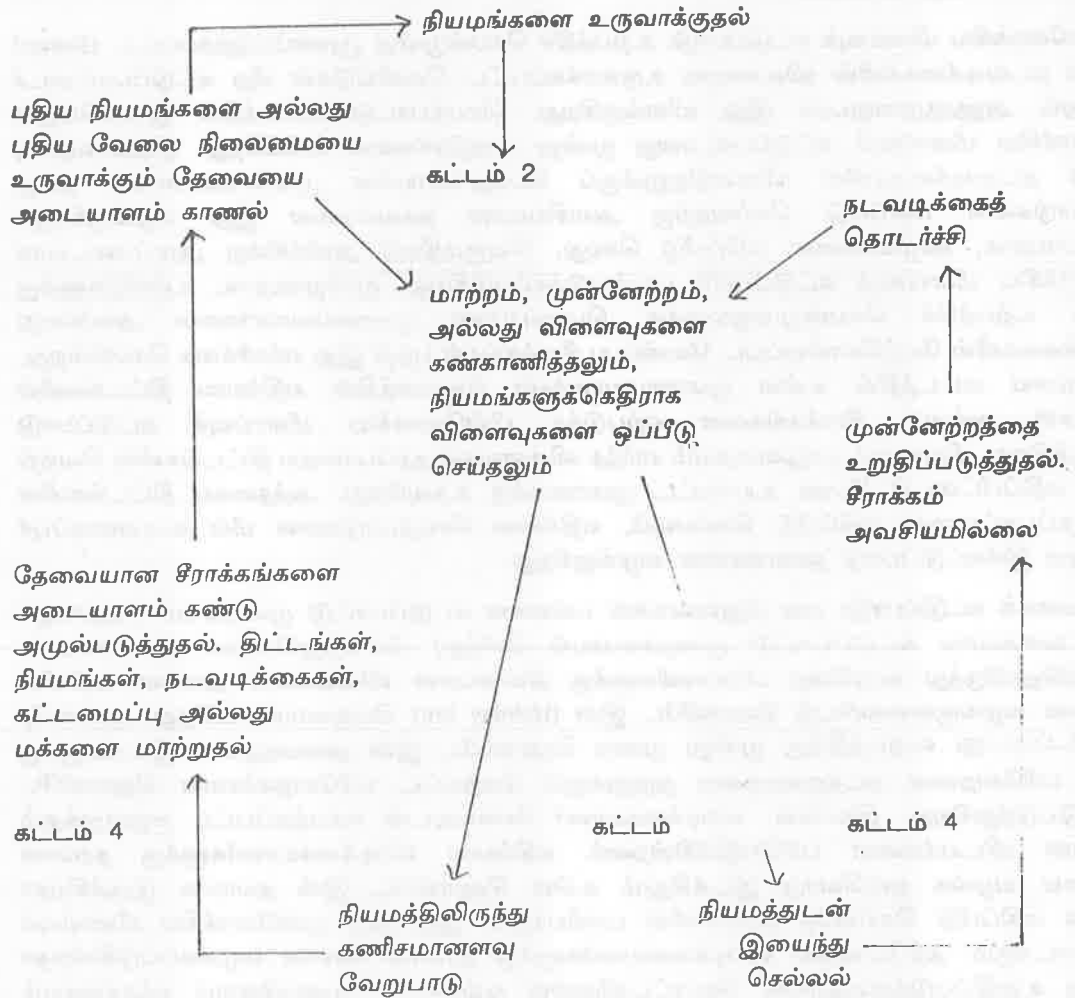 நியமங்களை உருவாக்குதல்
புதிய நியமங்களை அல்லது
புதிய வேலை நிலைமையை
உருவாக்கும் தேவையை
அடையாளம் காணல்
கட்டம் 2
நடவடிக்கைத்
தொடர்ச்சி
மாற்றம், முன்னேற்றம்,
அல்லது விளைவுகளை
கண்காணித்தலும்,
நியமங்களுக்கெதிராக
விளைவுகளை ஒப்பீடு
செய்தலும்
முன்னேற்றத்தை
உறுதிப்படுத்துதல்.
சீராக்கம்
அவசியமில்லை
தேவையான சீராக்கங்களை
அடையாளம் கண்டு
அமுல்படுத்துதல். திட்டங்கள்,
நியமங்கள், நடவடிக்கைகள்,
கட்டமைப்பு அல்லது
மக்களை மாற்றுதல்
கட்டம் 4
கட்டம்
கட்டம் 4
நியமத்திலிருந்து
கணிசமானளவு
வேறுபாடு
நியமத்துடன்
இயைந்து
செல்லல்